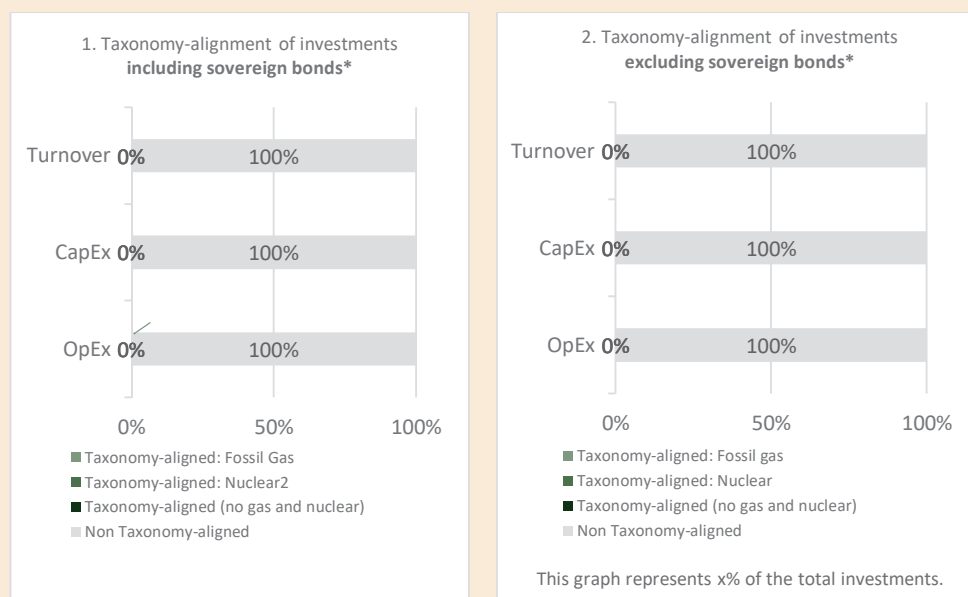 1. Taxonomy-alignment of investments
including sovereign bonds*
Turnover 0% 100%
CapEx 0% 100%
OpEx 0% 100%
0% 50% 100%
Taxonomy-aligned: Fossil Gas
Taxonomy-aligned: Nuclear2
Taxonomy-aligned (no gas and nuclear)
Non Taxonomy-aligned
2. Taxonomy-alignment of investments
excluding sovereign bonds*
Turnover 0% 100%
CapEx 0% 100%
OpEx 0% 100%
0% 50% 100%
Taxonomy-aligned: Fossil gas
Taxonomy-aligned: Nuclear
Taxonomy-aligned (no gas and nuclear)
Non Taxonomy-aligned
This graph represents x% of the total investments.